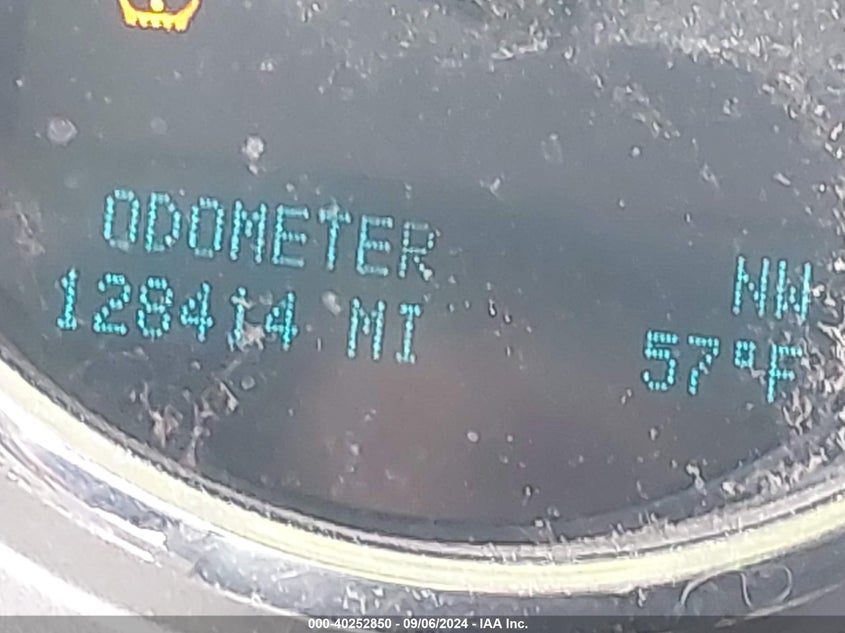 ODOMETER
128414 MI
NW
57°F
000-40252850 - 09/06/2024 - IAA Inc.